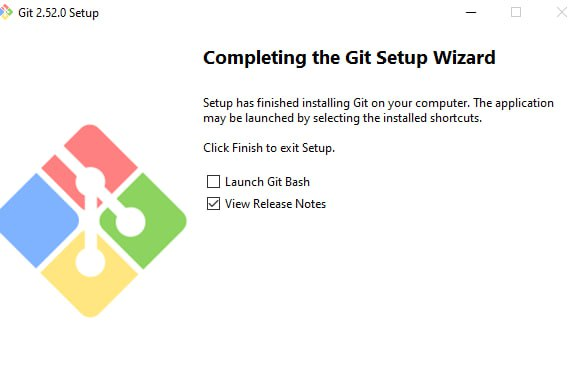 Git 2.52.0 Setup
Completing the Git Setup Wizard
Setup has finished installing Git on your computer. The application
may be launched by selecting the installed shortcuts.
Click Finish to exit Setup.
Launch Git Bash
View Release Notes